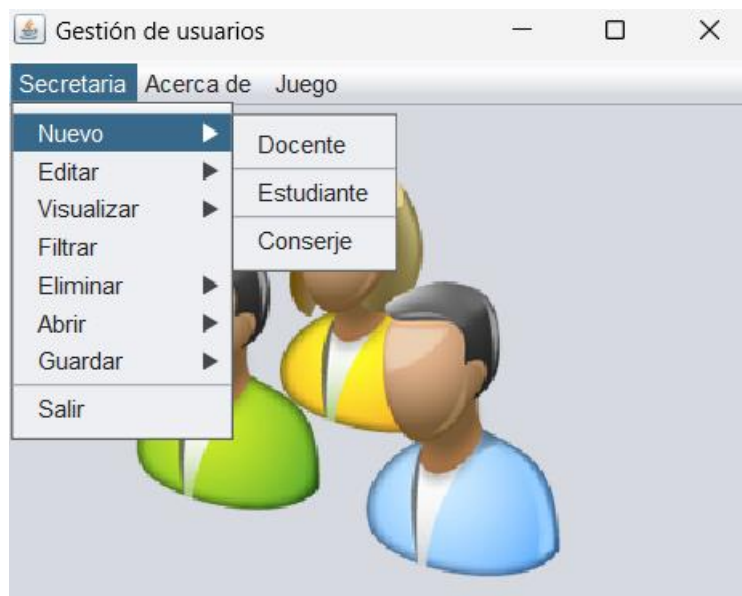 Gestión de usuarios
Secretaria Acerca de Juego
Nuevo
Editar
Visualizar
Filtrar
Eliminar
Abrir
Guardar
Salir
Docente
Estudiante
Conserje